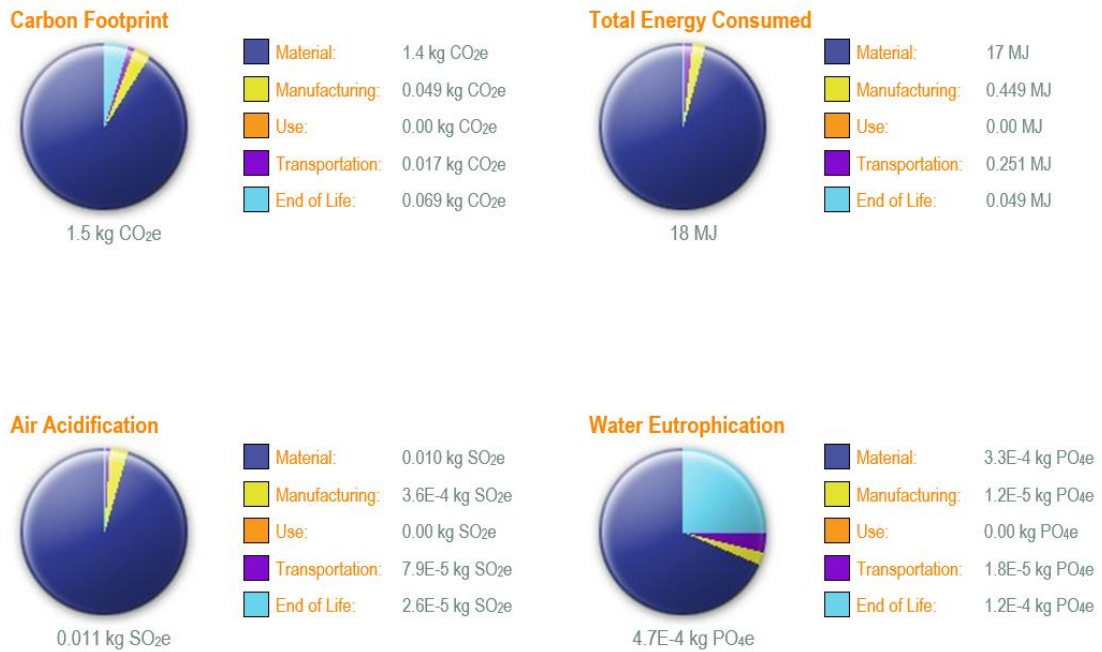 Carbon Footprint
Material: 1.4 kg CO₂e
Manufacturing: 0.049 kg CO₂e
Use: 0.00 kg CO₂e
Transportation: 0.017 kg CO₂e
End of Life: 0.069 kg CO₂e
1.5 kg CO₂e
Total Energy Consumed
Material: 17 MJ
Manufacturing: 0.449 MJ
Use: 0.00 MJ
Transportation: 0.251 MJ
End of Life: 0.049 MJ
18 MJ
Air Acidification
Material: 0.010 kg SO₂e
Manufacturing: 3.6E-4 kg SO₂e
Use: 0.00 kg SO₂e
Transportation: 7.9E-5 kg SO₂e
End of Life: 2.6E-5 kg SO₂e
0.011 kg SO₂e
Water Eutrophication
Material: 3.3E-4 kg PO₄e
Manufacturing: 1.2E-5 kg PO₄e
Use: 0.00 kg PO₄e
Transportation: 1.8E-5 kg PO₄e
End of Life: 1.2E-4 kg PO₄e
4.7E-4 kg PO₄e